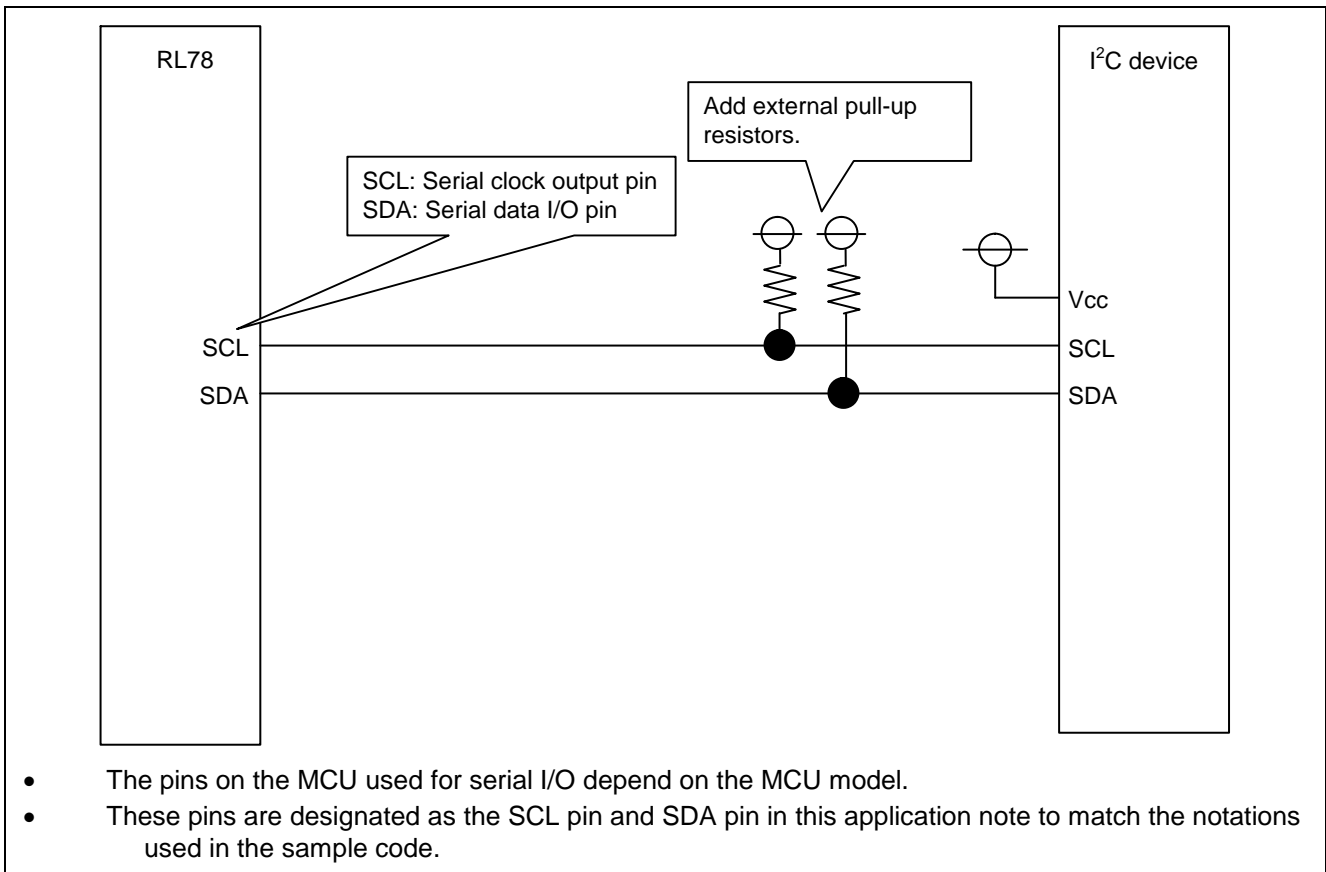 RL78
I²C device
Add external pull-up
resistors.
SCL: Serial clock output pin
SDA: Serial data I/O pin
Vcc
SCL
SCL
SDA
SDA
• The pins on the MCU used for serial I/O depend on the MCU model.
• These pins are designated as the SCL pin and SDA pin in this application note to match the notations
used in the sample code.